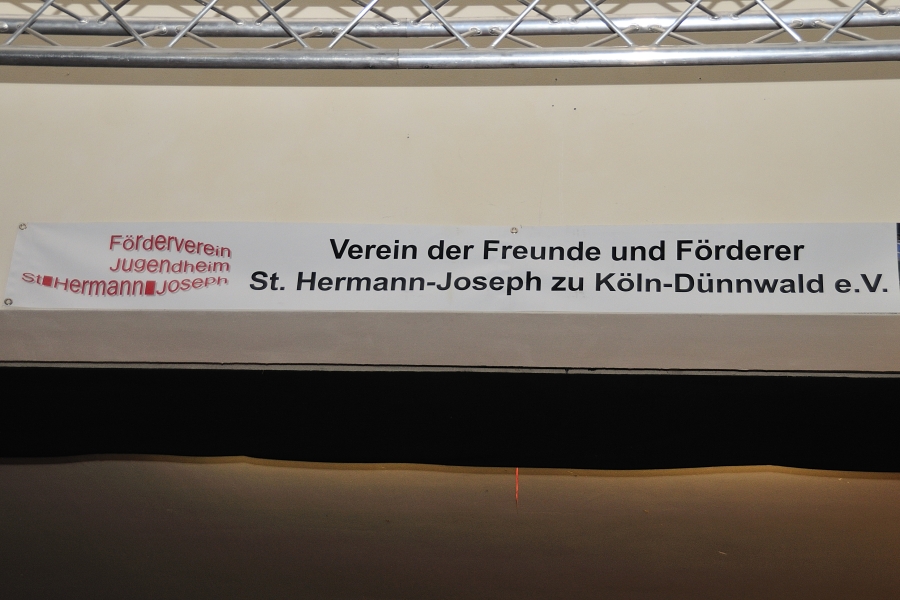 Förderverein
Jugendheim
St■Hermann■Joseph
Verein der Freunde und Förderer
St. Hermann-Joseph zu Köln-Dünnwald e.V.